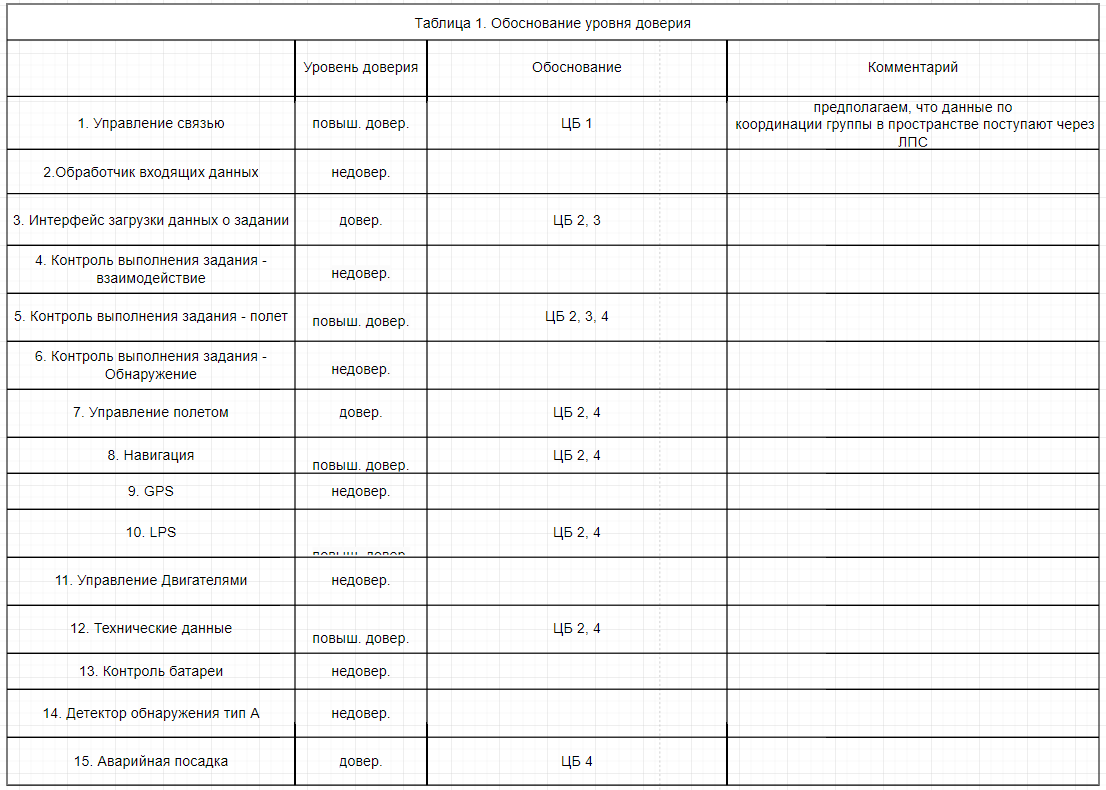 Таблица 1. Обоснование уровня доверия
Уровень доверия Обоснование Комментарий
1. Управление связью повыш. довер. ЦБ 1 предполагаем, что данные по
координации группы в пространстве поступают через
ЛПС
2.Обработчик входящих данных недовер.
3. Интерфейс загрузки данных о задании довер. ЦБ 2, 3
4. Контроль выполнения задания -
взаимодействие недовер.
5. Контроль выполнения задания - полет повыш. довер. ЦБ 2, 3, 4
6. Контроль выполнения задания -
Обнаружение недовер.
7. Управление полетом довер. ЦБ 2, 4
8. Навигация повыш. довер. ЦБ 2, 4
9. GPS недовер.
10. LPS повыш. довер. ЦБ 2, 4
11. Управление Двигателями недовер.
12. Технические данные повыш. довер. ЦБ 2, 4
13. Контроль батареи недовер.
14. Детектор обнаружения тип А недовер.
15. Аварийная посадка довер. ЦБ 4